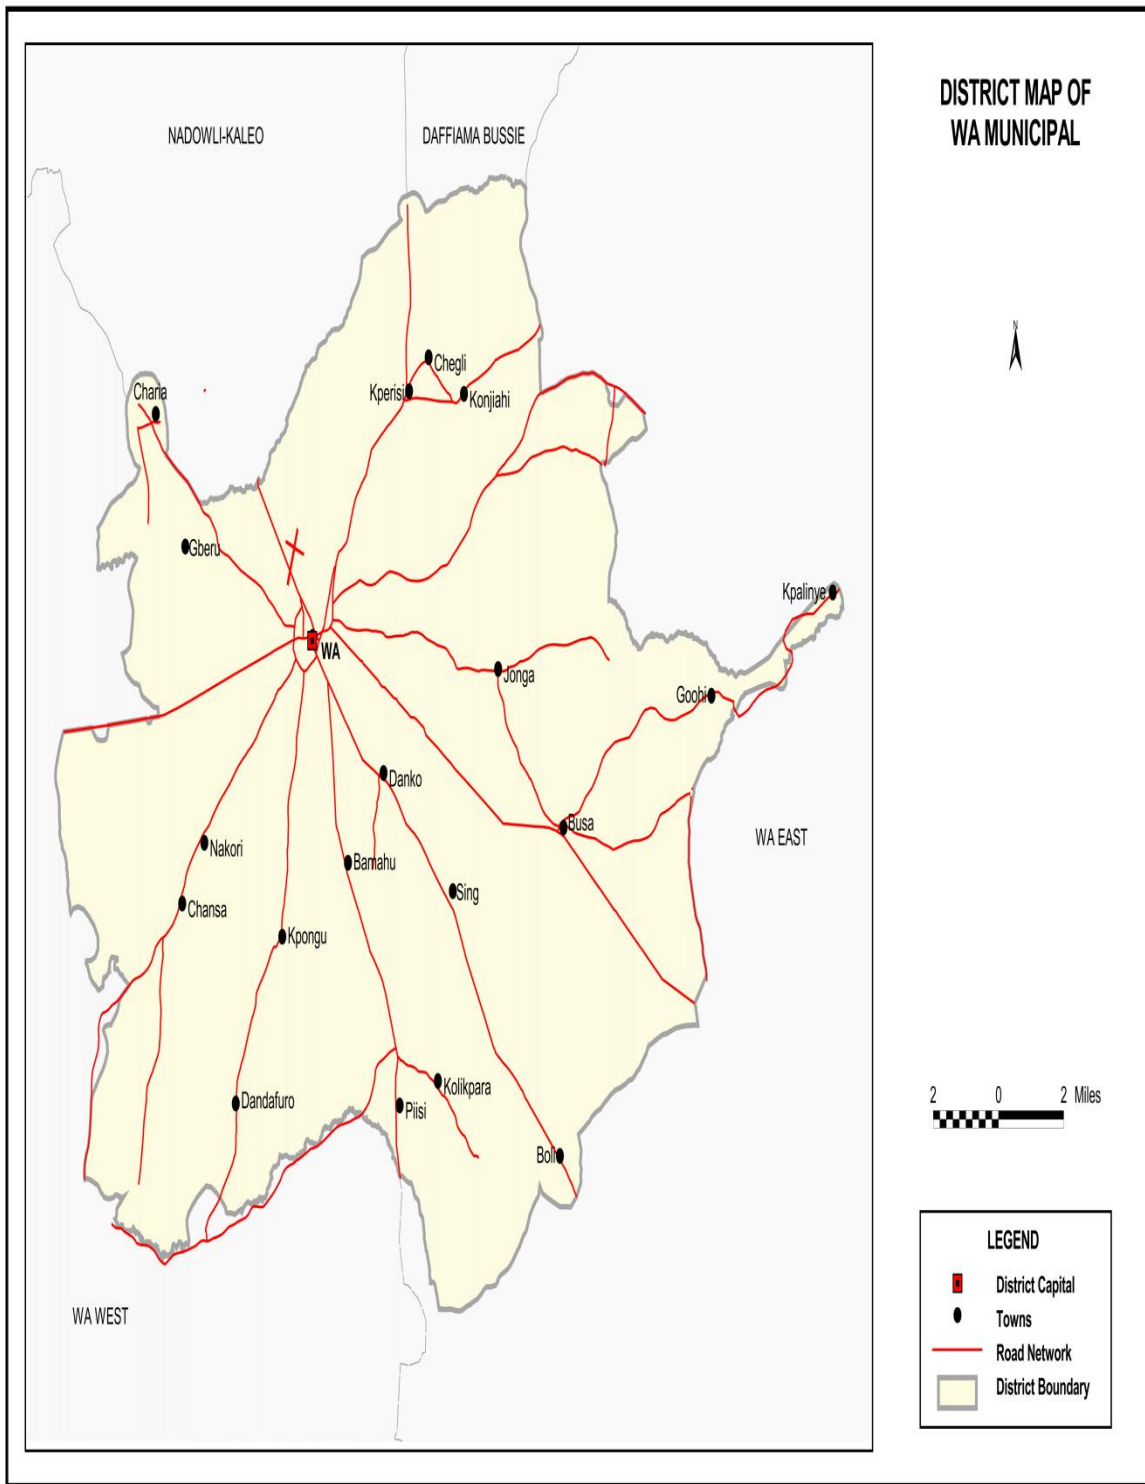 DISTRICT MAP OF
WA MUNICIPAL
NADOWLI-KALEO
DAFFIAMA BUSSIE
N
Chegli
Kperisi
Konjiahi
Charia
Gberu
Kpalinye
WA
Jonga
Goohi
Danko
Busa
WA EAST
Nakori
Bamahu
Sing
Chansa
Kpongu
Kolikpara
Dandafuro
Piisi
Boli
WA WEST
2 0 2 Miles
LEGEND
District Capital
Towns
Road Network
District Boundary